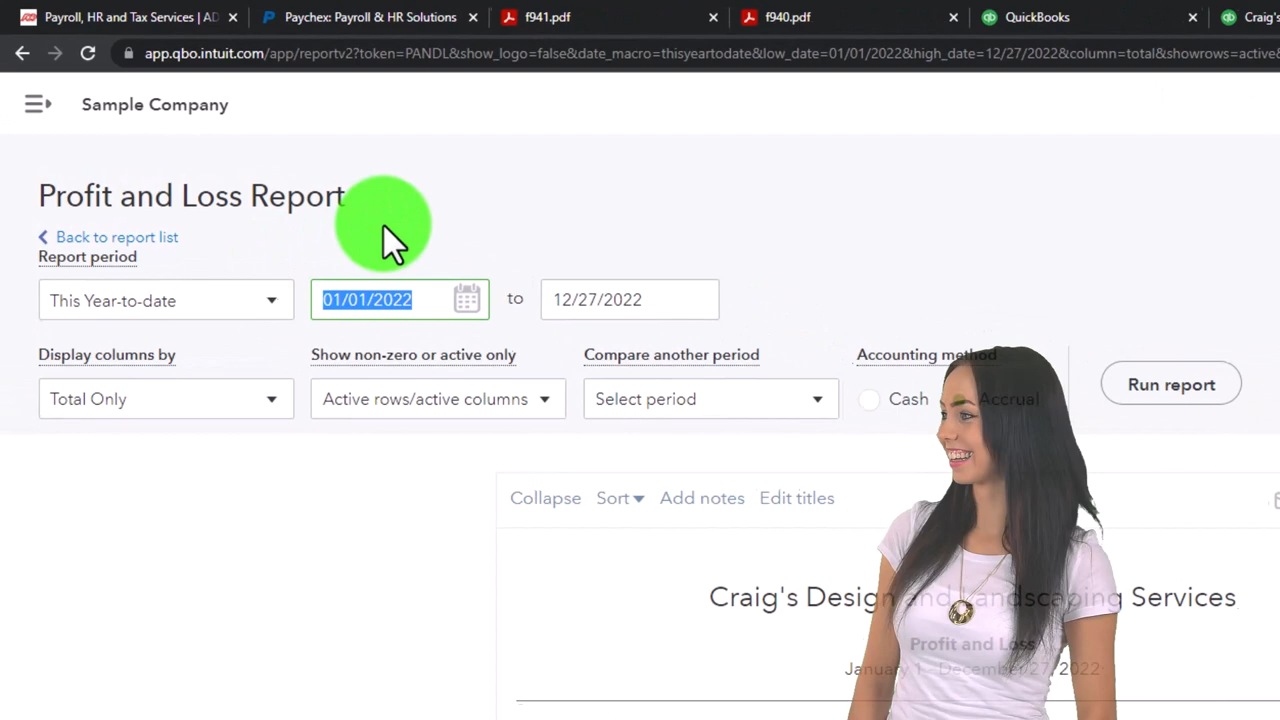 Payroll, HR and Tax Services | AD
Paychex: Payroll & HR Solutions
f941.pdf
f940.pdf
QuickBooks
Craig's
app.qbo.intuit.com/app/reportv2?token=PANDL&show_logo=false&date_macro=thisyeartodate&low_date=01/01/2022&high_date=12/27/2022&column=total&showrows=active&
Sample Company
Profit and Loss Report
Back to report list
Report period
This Year-to-date
01/01/2022
to
12/27/2022
Display columns by
Show non-zero or active only
Compare another period
Accounting method
Total Only
Active rows/active columns
Select period
Cash
Accrual
Run report
Collapse
Sort
Add notes
Edit titles
Craig's Design and Landscaping Services
Profit and Loss
January 1 - December 27, 2022